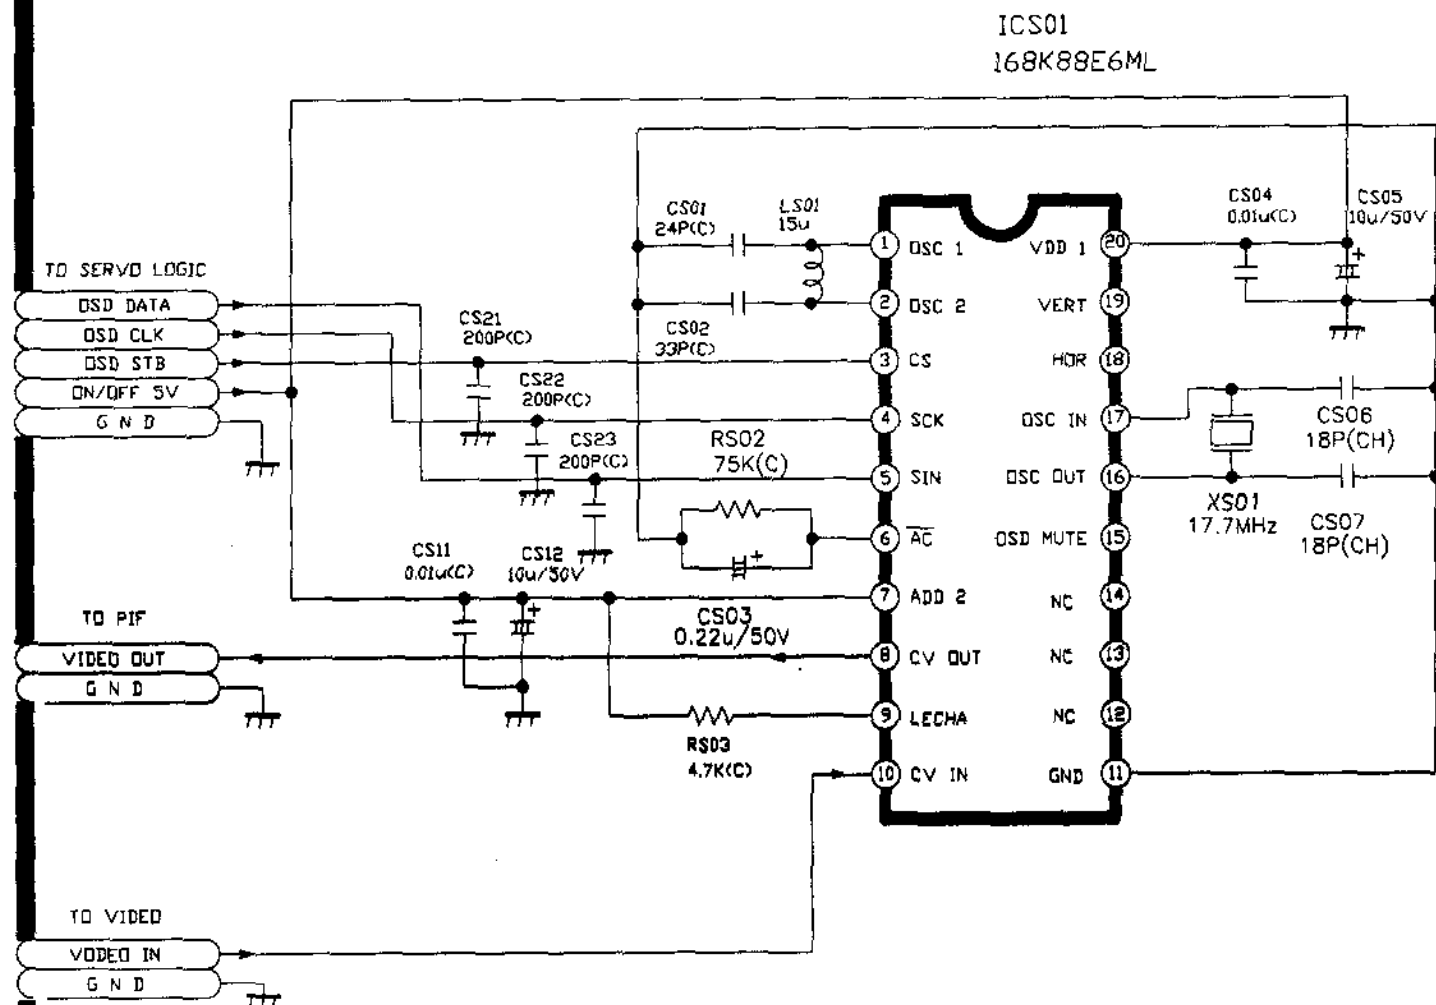 ICS01
168K88E6ML
TO SERVO LOGIC
OSD DATA
OSD CLK
OSD STB
ON/OFF 5V
G N D
CS21
200P(C)
CS22
200P(C)
CS23
200P(C)
CS01
24P(C)
LS01
15u
CS02
33P(C)
RS02
75K(C)
CS11
0.01u(C)
CS12
10u/50V
+
+
CS03
0.22u/50V
RS03
4.7K(C)
TO PIF
VIDEO OUT
G N D
TO VIDEO
VODEO IN
G N D
1 OSC 1
2 OSC 2
3 CS
4 SCK
5 SIN
6 AC
7 ADD 2
8 CV OUT
9 LECHA
10 CV IN
VDD 1 20
VERT 19
HOR 18
OSC IN 17
OSC OUT 16
OSD MUTE 15
NC 14
NC 13
NC 12
GND 11
CS04
0.01u(C)
CS05
10u/50V
+
CS06
18P(CH)
XS01
17.7MHz
CS07
18P(CH)